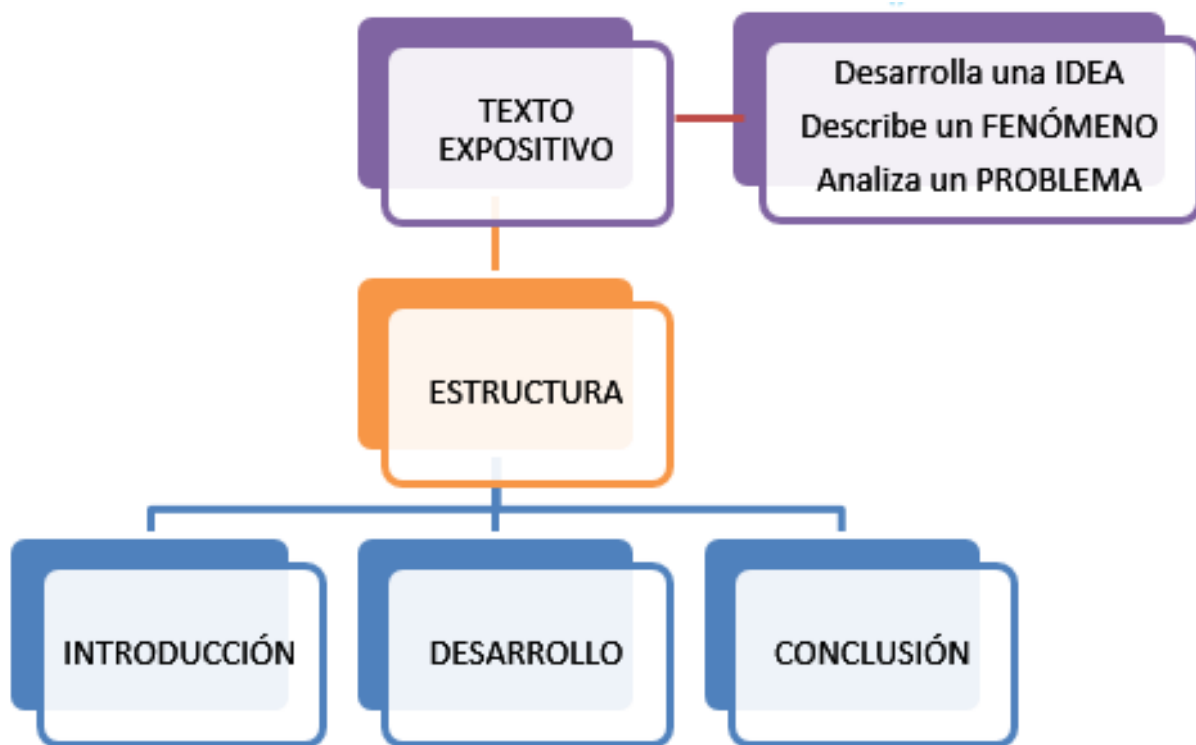 TEXTO
EXPOSITIVO
Desarrolla una IDEA
Describe un FENÓMENO
Analiza un PROBLEMA
ESTRUCTURA
INTRODUCCIÓN
DESARROLLO
CONCLUSIÓN